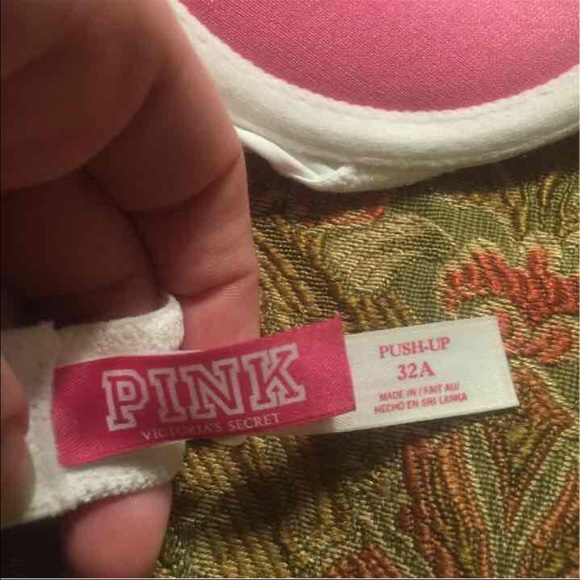 PINK
VICTORIA'S SECRET
PUSH-UP
32A
MADE IN / FAIT AU/
HECHO EN SRI LANKA